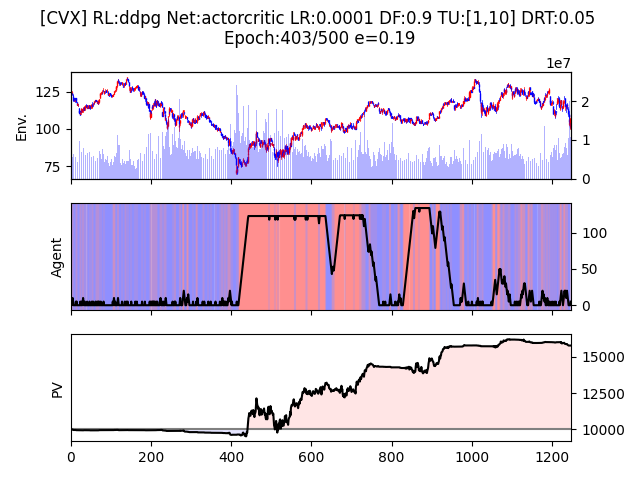 [CVX] RL:ddpg Net:actorcritic LR:0.0001 DF:0.9 TU:[1,10] DRT:0.05
Epoch:403/500 e=0.19
1e7
Env.
125
100
75
2
1
0
Agent
100
50
0
PV
15000
12500
10000
0 200 400 600 800 1000 1200